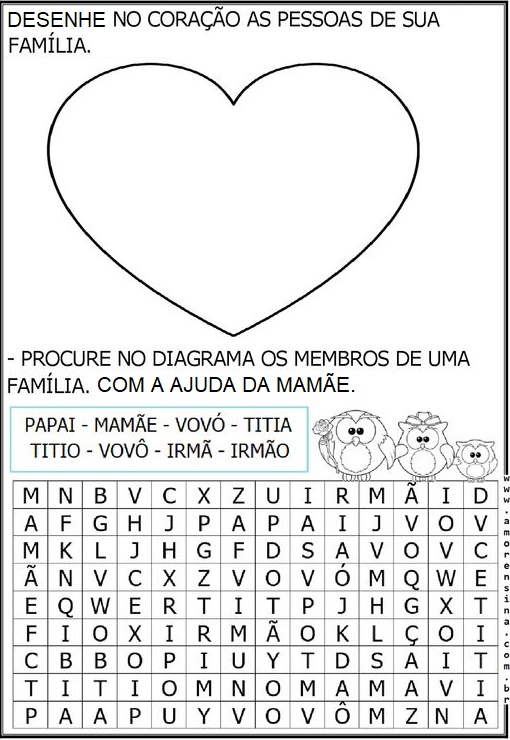 DESENHE NO CORAÇÃO AS PESSOAS DE SUA
FAMÍLIA.
- PROCURE NO DIAGRAMA OS MEMBROS DE UMA
FAMÍLIA. COM A AJUDA DA MAMÃE.
PAPAI - MAMÃE - VOVÓ - TITIA
TITIO - VOVÔ - IRMÃ - IRMÃO
M N B V C X Z U I R M Ã I D
A F G H J P A P A I J V O V
M K L J H G F D S A V O V C
Ã N V C X Z V O V Ó M Q W E
E Q W E R T I T P J H G X T
F I O X I R M Ã O K L Ç O I
C B B O P I U Y T D S A I T
T I T I O M N O M A M A V I
P A A P U Y V O V Ô M Z N A
www.amorensina.com.br